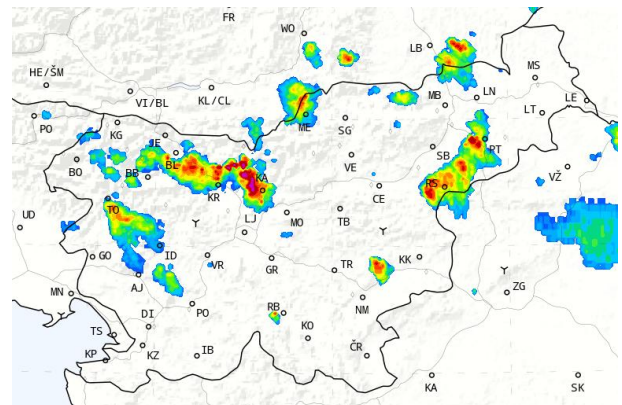 FR
WO
LB
HE/ŠM
MS
VI/BL
KL/CL
MB
LN
LE
PO
KG
ME
SG
LT
JE
BL
SB
PT
BO
BB
KA
VE
VŽ
KR
CE
RS
TO
LJ
MO
TB
UD
ID
GO
VR
GR
TR
KK
AJ
MN
PO
RB
NM
ZG
TS
DI
KO
KP
KZ
IB
ČR
KA
SK